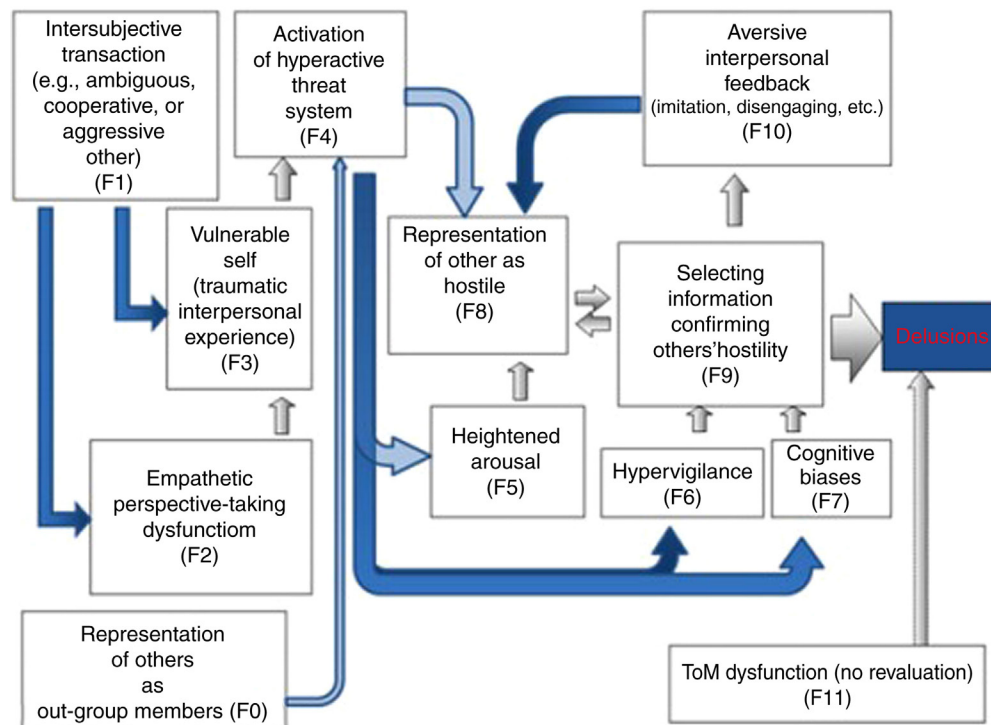 Intersubjective
transaction
(e.g., ambiguous,
cooperative, or
aggressive
other)
(F1)
Activation
of hyperactive
threat
system
(F4)
Aversive
interpersonal
feedback
(imitation, disengaging, etc.)
(F10)
Vulnerable
self
(traumatic
interpersonal
experience)
(F3)
Representation
of other as
hostile
(F8)
Selecting
information
confirming
others'hostility
(F9)
Delusions
Empathetic
perspective-taking
dysfunctiom
(F2)
Heightened
arousal
(F5)
Hypervigilance
(F6)
Cognitive
biases
(F7)
Representation
of others
as
out-group members (F0)
ToM dysfunction (no revaluation)
(F11)